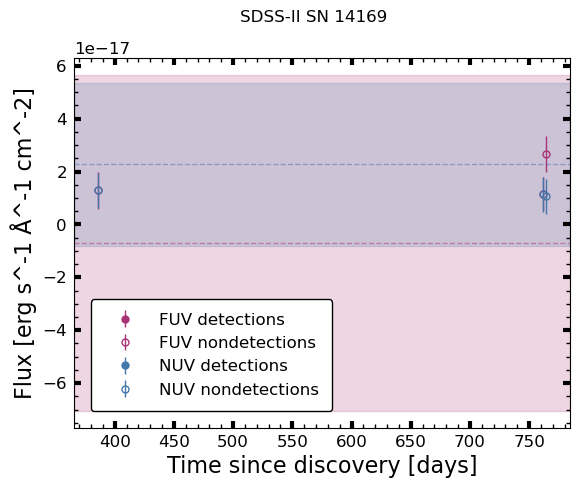 SDSS-II SN 14169
1e−17
6
4
2
0
−2
−4
−6
Flux [erg s^-1 Å^-1 cm^-2]
FUV detections
FUV nondetections
NUV detections
NUV nondetections
400 450 500 550 600 650 700 750
Time since discovery [days]